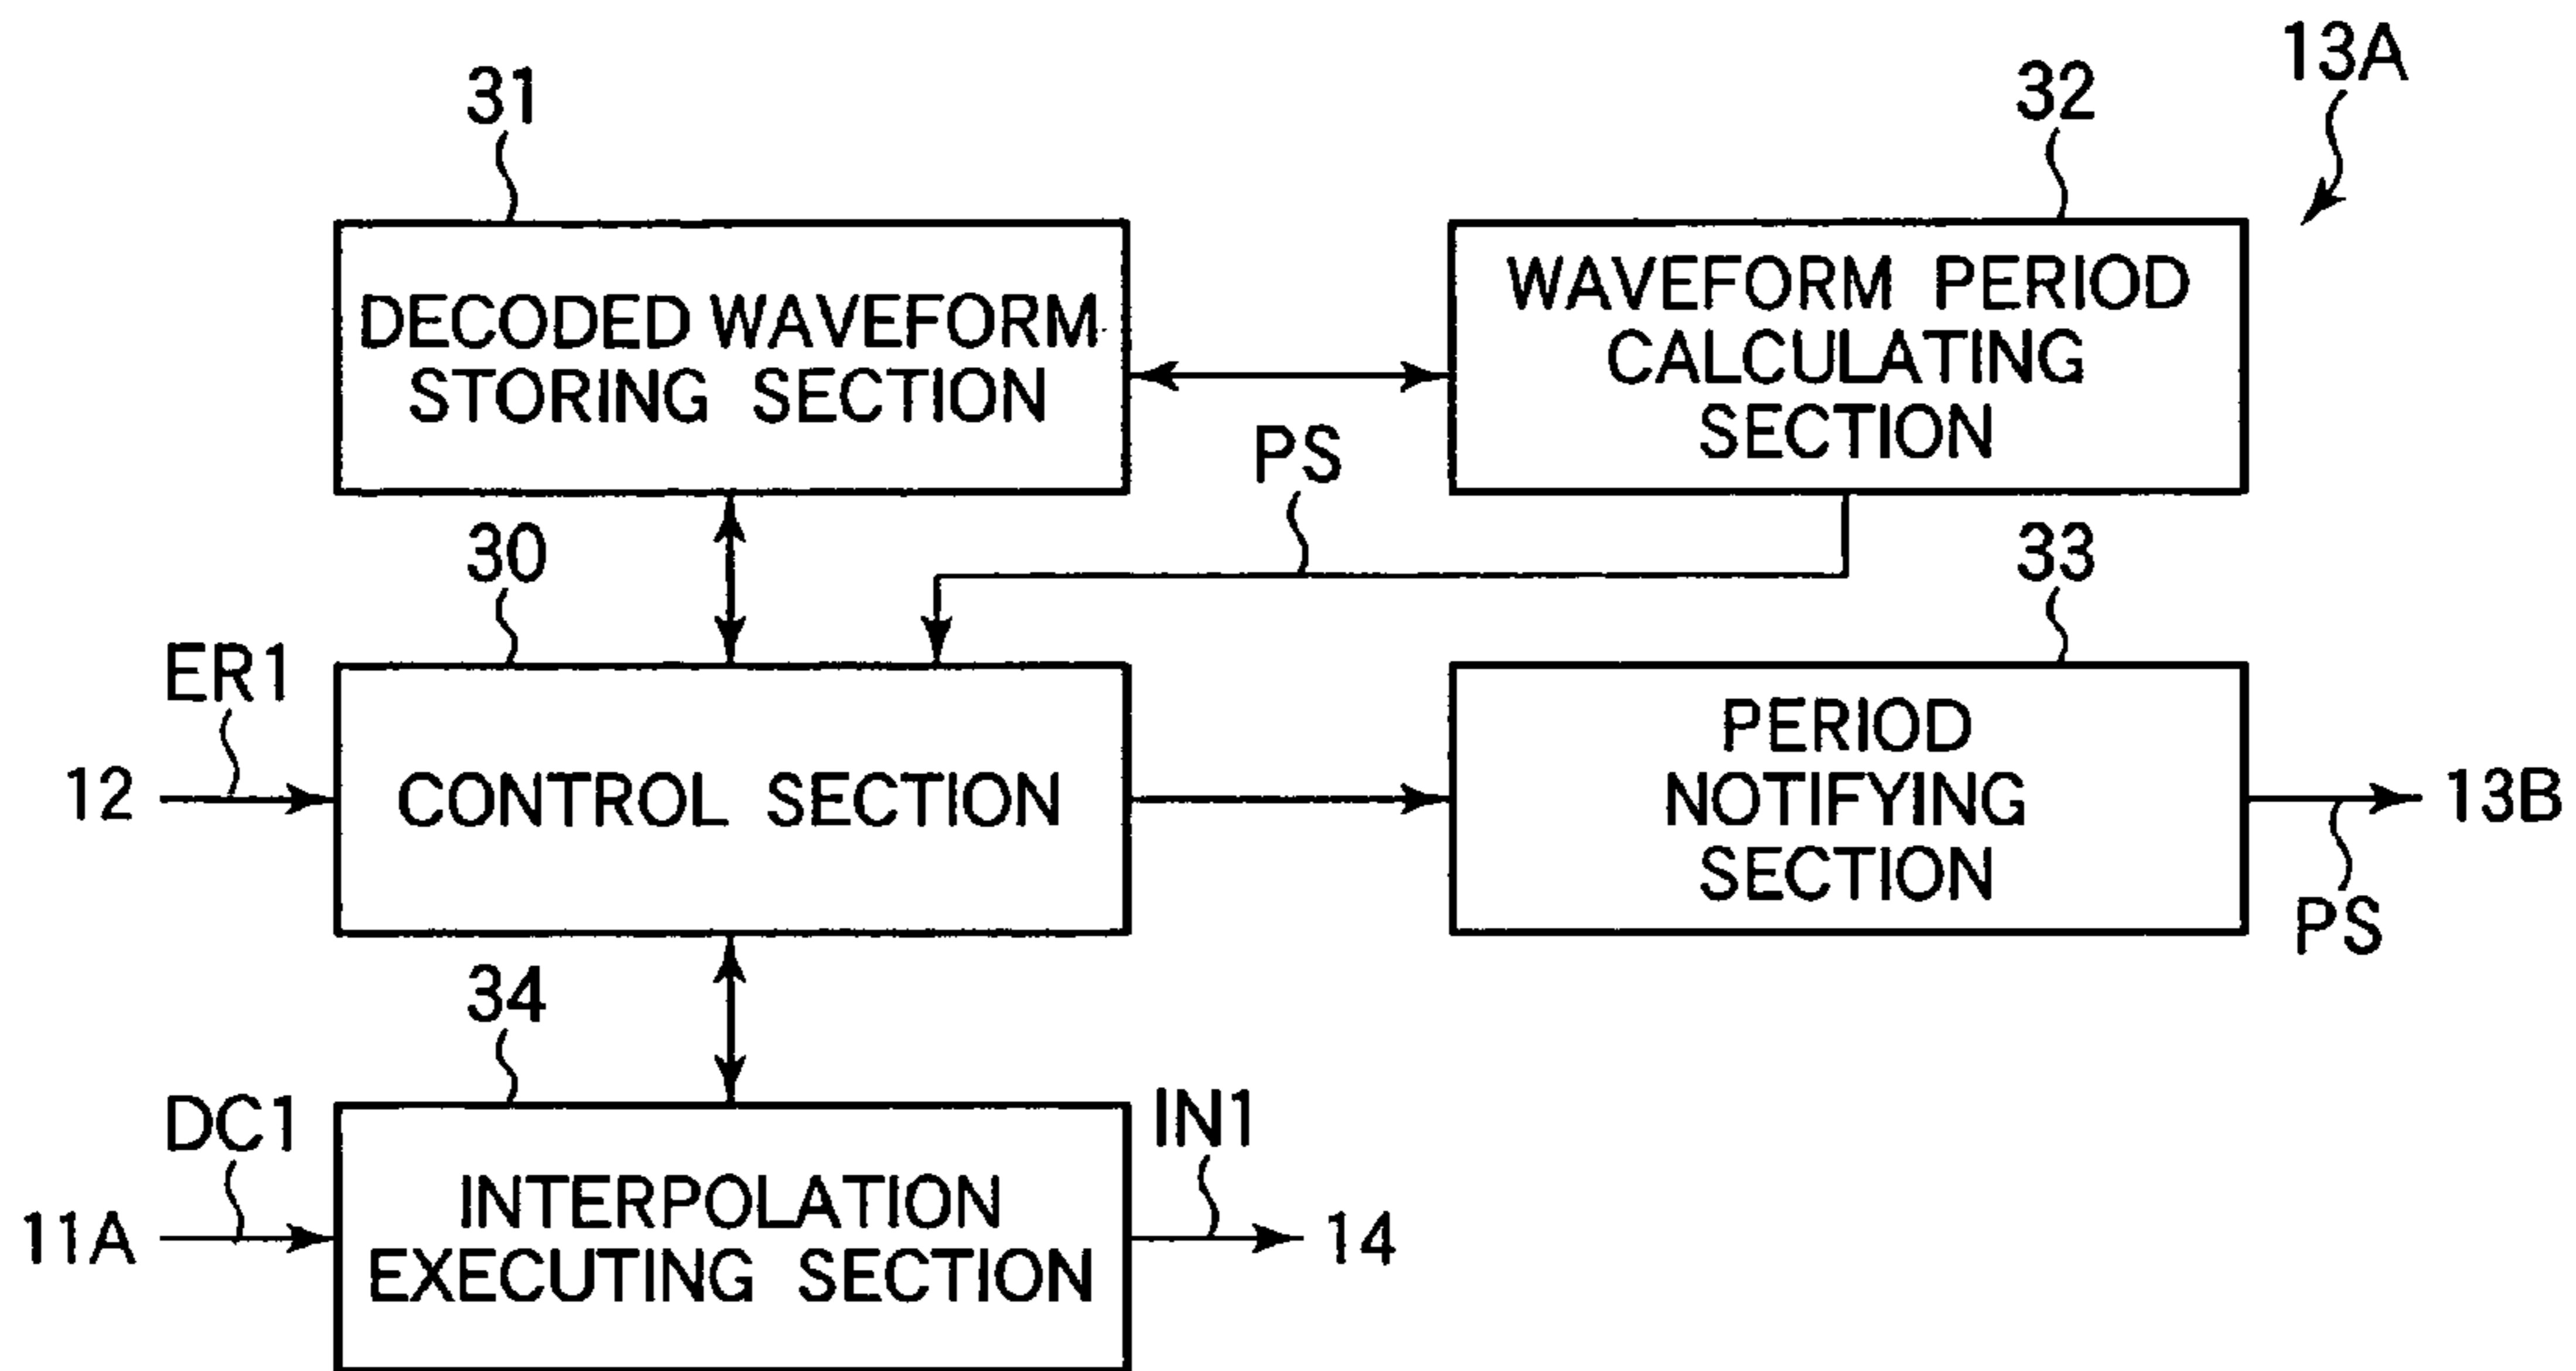 13A
31
32
DECODED WAVEFORM
STORING SECTION
WAVEFORM PERIOD
CALCULATING
SECTION
PS
30
33
ER1
12
CONTROL SECTION
PERIOD
NOTIFYING
SECTION
13B
PS
34
DC1
11A
INTERPOLATION
EXECUTING SECTION
IN1
14